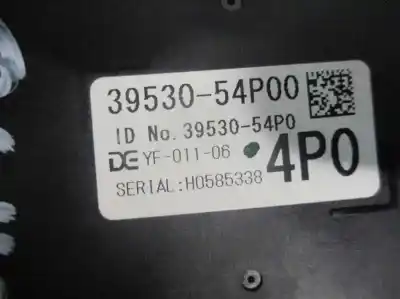 39530-54P00
ID No. 39530-54P0
DE YF-011-06
4P0
SERIAL:H0585338